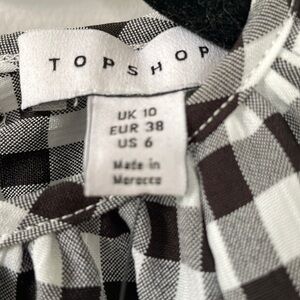 TOPSHOP
UK 10
EUR 38
US 6
Made in
Morocco